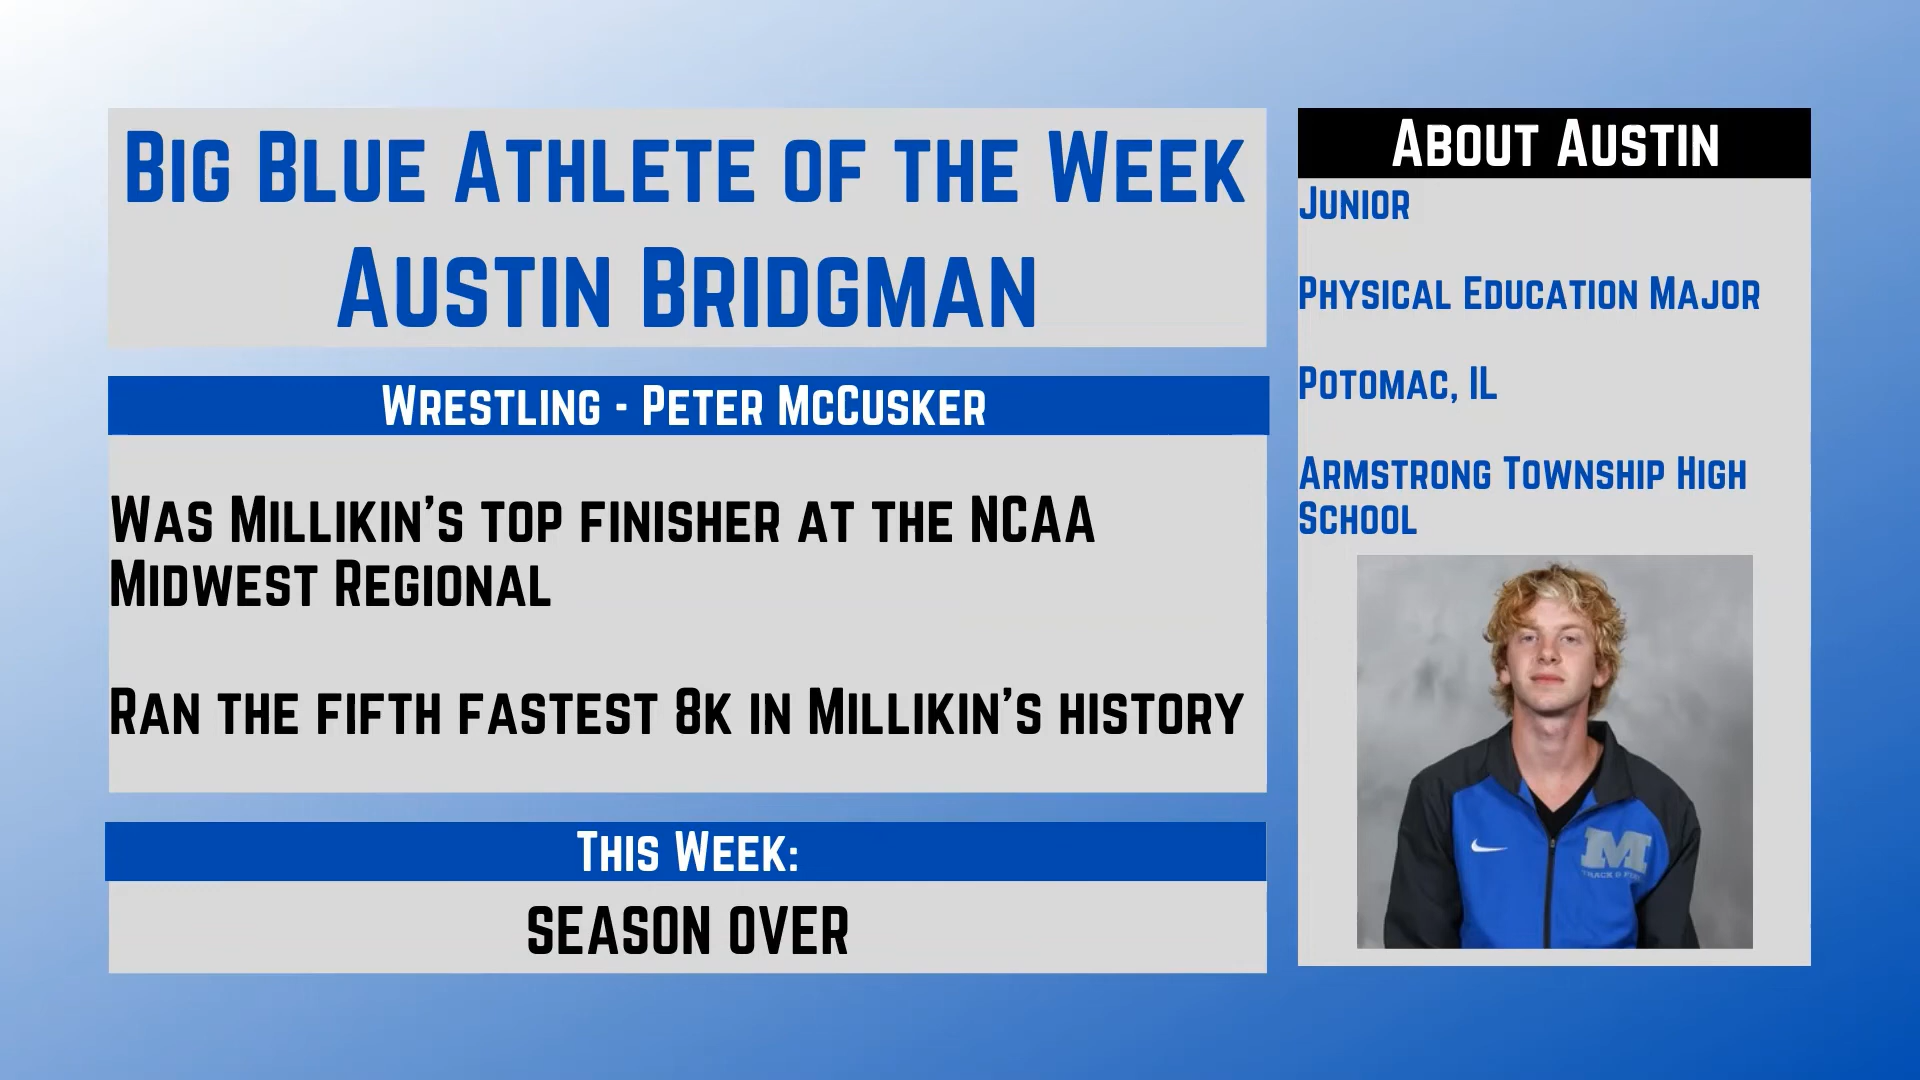 Big Blue Athlete of the Week
Austin Bridgman
Wrestling - Peter McCusker
Was Millikin's top finisher at the NCAA
Midwest Regional
Ran the fifth fastest 8k in Millikin's history
This Week:
SEASON OVER
About Austin
Junior
Physical Education Major
Potomac, IL
Armstrong Township High
School
M